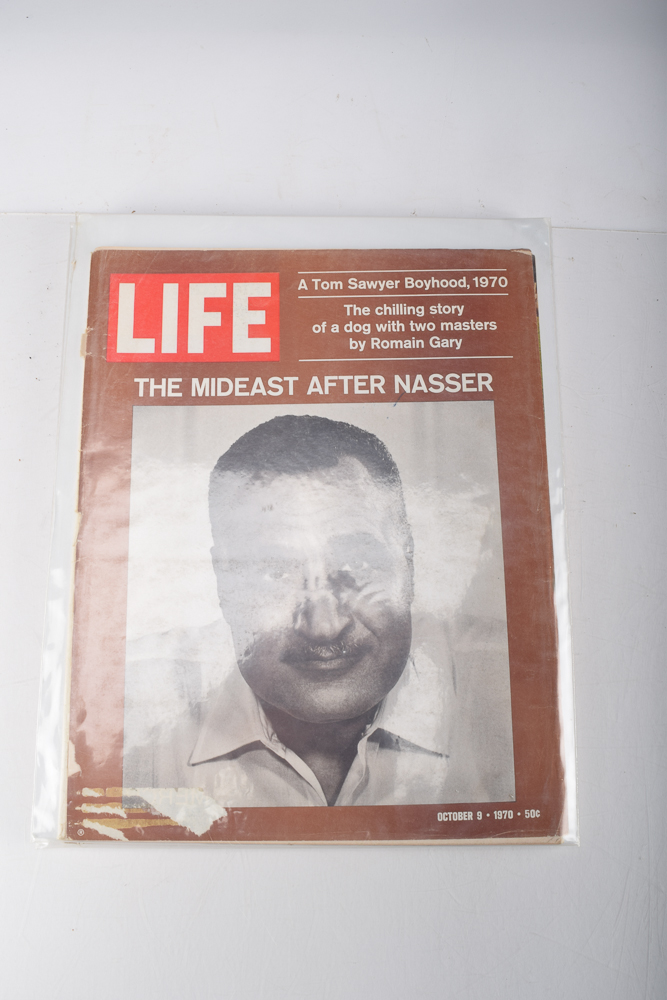 LIFE
A Tom Sawyer Boyhood, 1970
The chilling story
of a dog with two masters
by Romain Gary
THE MIDEAST AFTER NASSER
OCTOBER 9 • 1970 • 50¢
®